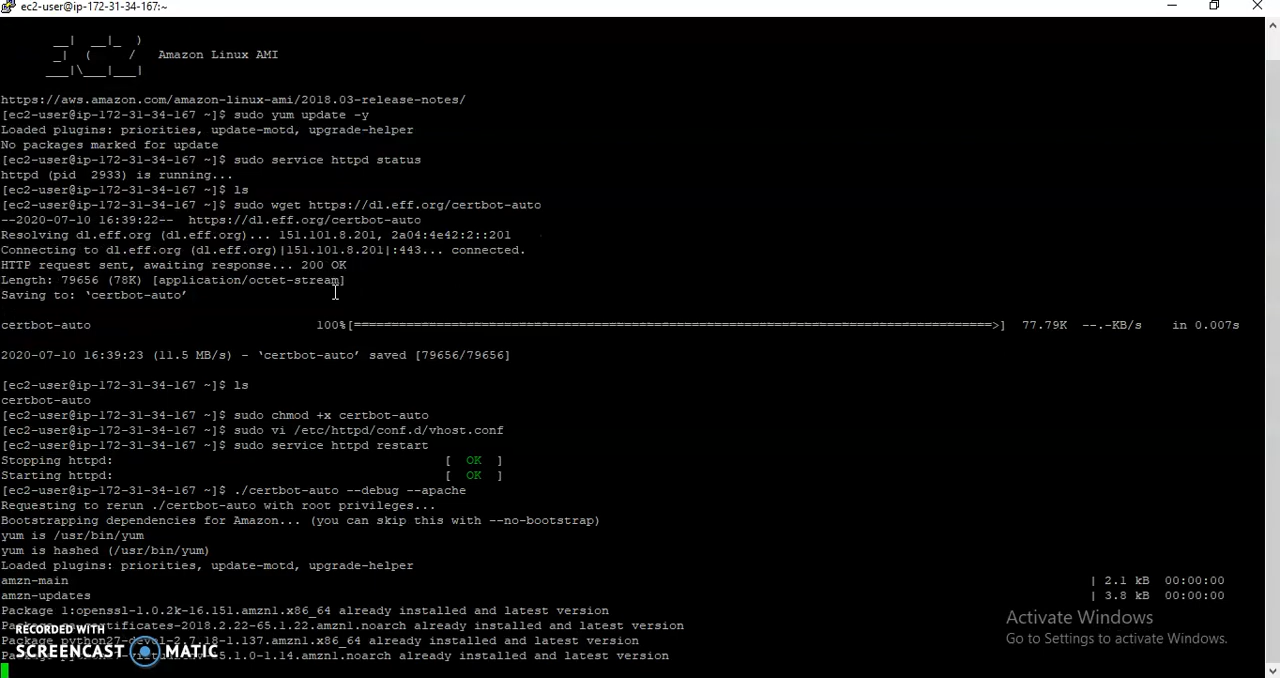 ec2-user@ip-172-31-34-167:~
__|  __|_  )
_|  (     /   Amazon Linux AMI
___|\___|___|
https://aws.amazon.com/amazon-linux-ami/2018.03-release-notes/
[ec2-user@ip-172-31-34-167 ~]$ sudo yum update -y
Loaded plugins: priorities, update-motd, upgrade-helper
No packages marked for update
[ec2-user@ip-172-31-34-167 ~]$ sudo service httpd status
httpd (pid  2933) is running...
[ec2-user@ip-172-31-34-167 ~]$ ls
[ec2-user@ip-172-31-34-167 ~]$ sudo wget https://dl.eff.org/certbot-auto
--2020-07-10 16:39:22--  https://dl.eff.org/certbot-auto
Resolving dl.eff.org (dl.eff.org)... 151.101.8.201, 2a04:4e42:2::201
Connecting to dl.eff.org (dl.eff.org)|151.101.8.201|:443... connected.
HTTP request sent, awaiting response... 200 OK
Length: 79656 (78K) [application/octet-stream]
Saving to: ‘certbot-auto’
certbot-auto 100%[=====================================================================================>] 77.79K --.-KB/s in 0.007s
2020-07-10 16:39:23 (11.5 MB/s) - ‘certbot-auto’ saved [79656/79656]
[ec2-user@ip-172-31-34-167 ~]$ ls
certbot-auto
[ec2-user@ip-172-31-34-167 ~]$ sudo chmod +x certbot-auto
[ec2-user@ip-172-31-34-167 ~]$ sudo vi /etc/httpd/conf.d/vhost.conf
[ec2-user@ip-172-31-34-167 ~]$ sudo service httpd restart
Stopping httpd: [ OK ]
Starting httpd: [ OK ]
[ec2-user@ip-172-31-34-167 ~]$ ./certbot-auto --debug --apache
Requesting to rerun ./certbot-auto with root privileges...
Bootstrapping dependencies for Amazon... (you can skip this with --no-bootstrap)
yum is /usr/bin/yum
yum is hashed (/usr/bin/yum)
Loaded plugins: priorities, update-motd, upgrade-helper
amzn-main | 2.1 kB 00:00:00
amzn-updates | 3.8 kB 00:00:00
Package 1:openssl-1.0.2k-16.151.amzn1.x86_64 already installed and latest version
Package ca-certificates-2018.2.22-65.1.22.amzn1.noarch already installed and latest version
Package python27-devel-2.7.18-1.137.amzn1.x86_64 already installed and latest version
5.1.0-1.14.amzn1.noarch already installed and latest version
Activate Windows
Go to Settings to activate Windows.
RECORDED WITH
SCREENCAST MATIC